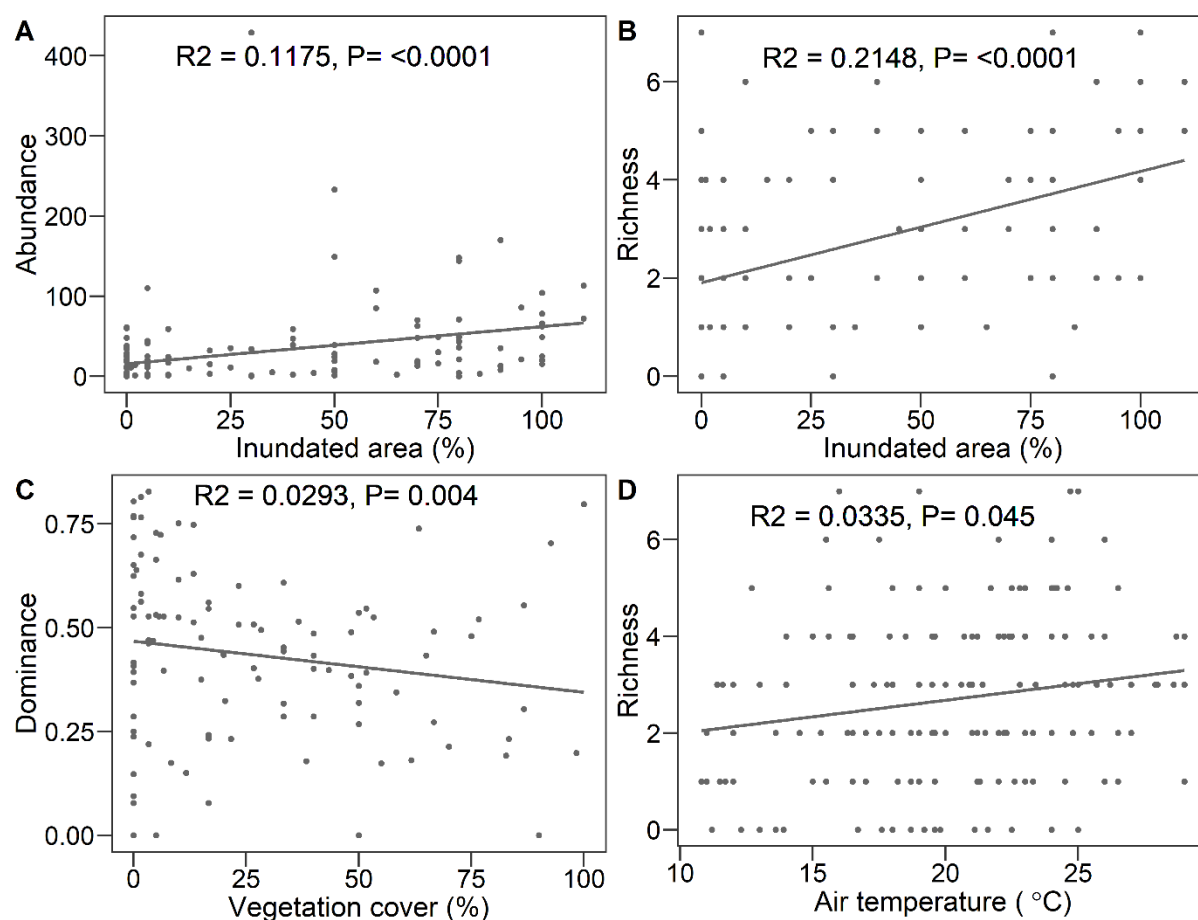 A
R2 = 0.1175, P= <0.0001
400
300
200
100
0
Abundance
0 25 50 75 100
Inundated area (%)
B
R2 = 0.2148, P= <0.0001
6
4
2
0
Richness
0 25 50 75 100
Inundated area (%)
C
R2 = 0.0293, P= 0.004
0.75
0.50
0.25
0.00
Dominance
0 25 50 75 100
Vegetation cover (%)
D
R2 = 0.0335, P= 0.045
6
4
2
0
Richness
10 15 20 25
Air temperature ( °C)